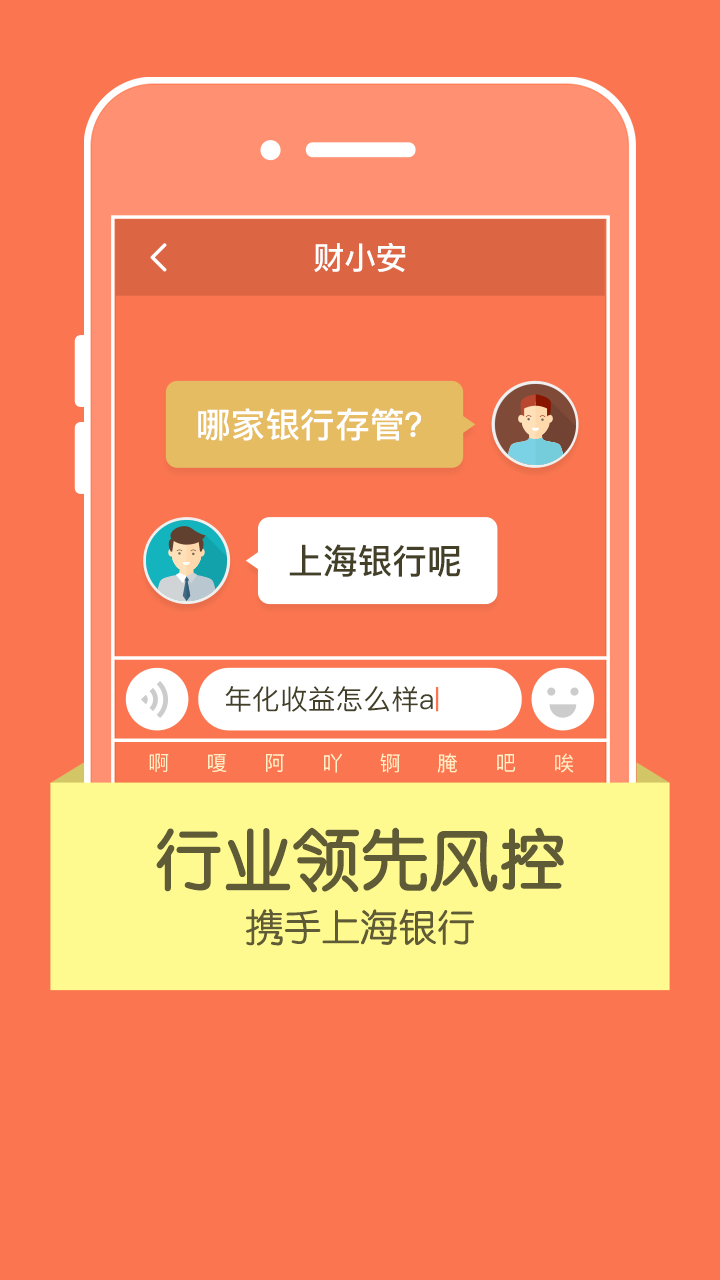 财小安
哪家银行存管?
上海银行呢
年化收益怎么样a
啊 嘎 阿 吖 锕 腌 吧 唉
行业领先风控
携手上海银行